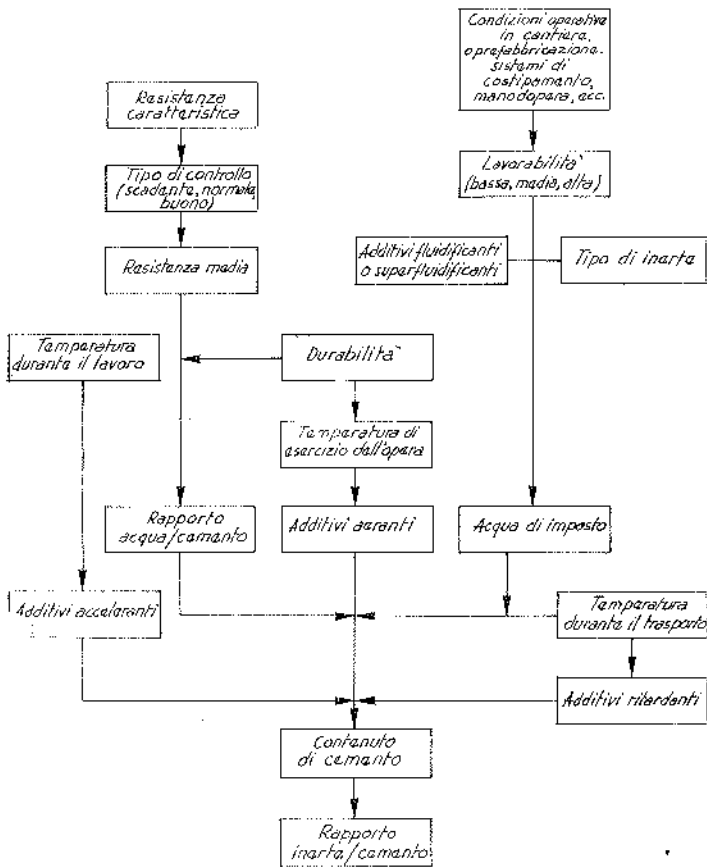 Condizioni operative
in cantiere,
o prefabbricazione.
sistemi di
costipamento,
manodopera, ecc.
Resistenza
caratteristica
Tipo di controllo
(scadente, normale,
buono)
Lavorabilità
(bassa, media, alta)
Resistenza media
Additivi fluidificanti
o superfluidificanti
Tipo di inerte
Temperatura
durante il lavoro
Durabilità
Temperatura di
esercizio dell'opera
Rapporto
acqua/cemento
Additivi aeranti
Acqua di imposto
Additivi acceleranti
Temperatura
durante il trasporto
Additivi ritardanti
Contenuto
di cemento
Rapporto
inerte/cemento